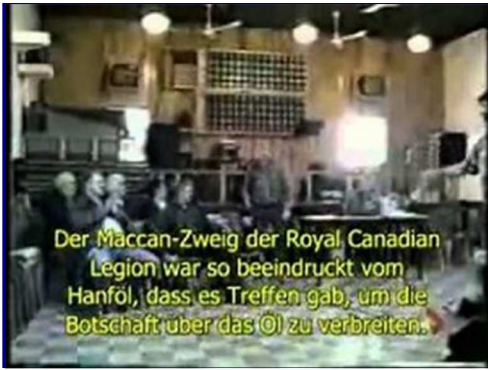 Der Maccan-Zweig der Royal Canadian
Legion war so beeindruckt vom
Hanföl, dass es Treffen gab, um die
Botschaft über das Öl zu verbreiten.